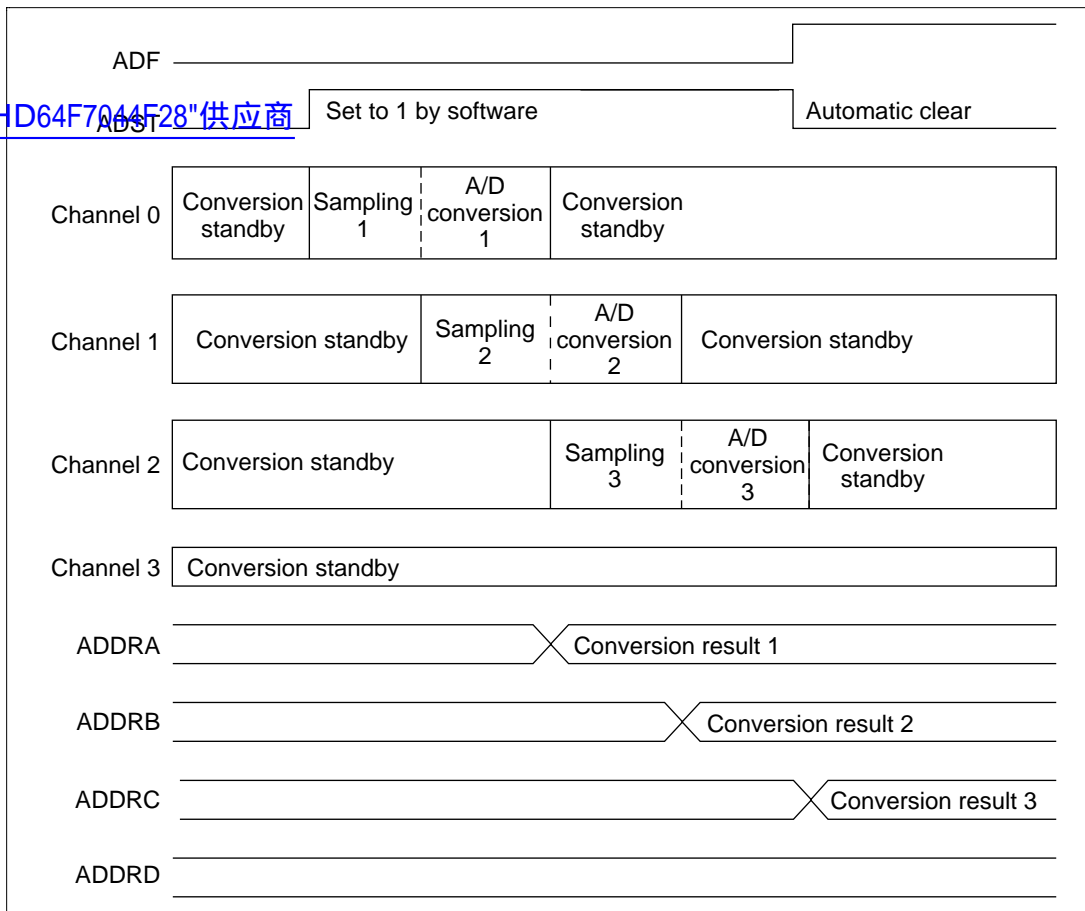 ADF
HD64F7044F28"供应商
ADST
Set to 1 by software
Automatic clear
Channel 0
Conversion
standby
Sampling
1
A/D
conversion
1
Conversion
standby
Channel 1
Conversion standby
Sampling
2
A/D
conversion
2
Conversion standby
Channel 2
Conversion standby
Sampling
3
A/D
conversion
3
Conversion
standby
Channel 3
Conversion standby
ADDRA
Conversion result 1
ADDRB
Conversion result 2
ADDRC
Conversion result 3
ADDRD